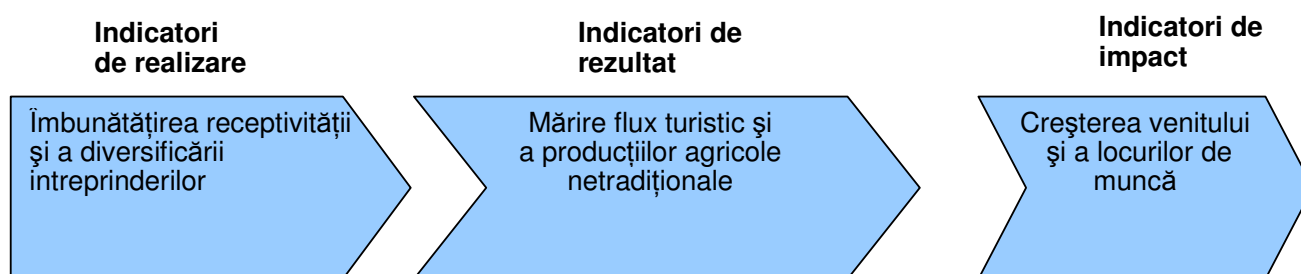 Indicatori
de realizare
Îmbunătățirea receptivității
şi a diversificării
intreprinderilor
Indicatori de
rezultat
Mărire flux turistic şi
a producțiilor agricole
netradiționale
Indicatori de
impact
Creşterea venitului
şi a locurilor de
muncă